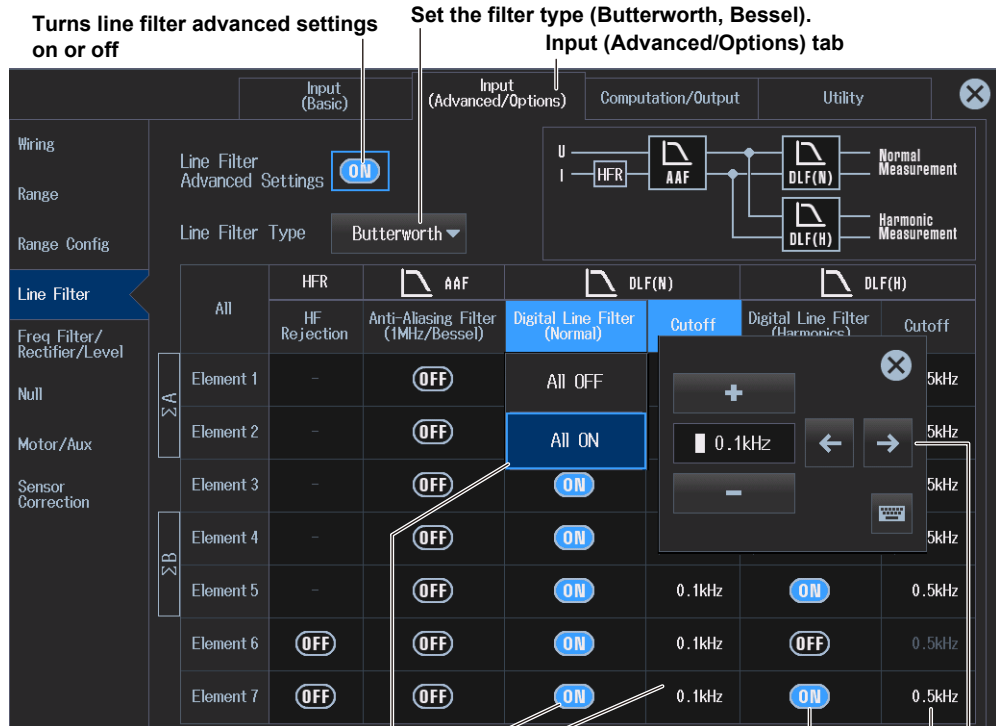 Turns line filter advanced settings
on or off
Set the filter type (Butterworth, Bessel).
Input (Advanced/Options) tab
Input
(Basic)
Input
(Advanced/Options)
Computation/Output
Utility
Wiring
Range
Range Config
Line Filter
Freq Filter/
Rectifier/Level
Null
Motor/Aux
Sensor
Correction
Line Filter
Advanced Settings
ON
Line Filter Type
Butterworth
U
I
HFR
AAF
DLF(N)
Normal
Measurement
DLF(H)
Harmonic
Measurement
All
HFR
AAF
DLF(N)
DLF(H)
HF
Rejection
Anti-Aliasing Filter
(1MHz/Bessel)
Digital Line Filter
(Normal)
Cutoff
Digital Line Filter
(Harmonics)
Cutoff
ΣA
Element 1 - OFF All OFF 5kHz
Element 2 - OFF All ON 5kHz
Element 3 - OFF ON 5kHz
+
0.1kHz
-
ΣB
Element 4 - OFF ON 5kHz
Element 5 - OFF ON 0.1kHz ON 0.5kHz
Element 6 OFF OFF ON 0.1kHz OFF 0.5kHz
Element 7 OFF OFF ON 0.1kHz ON 0.5kHz